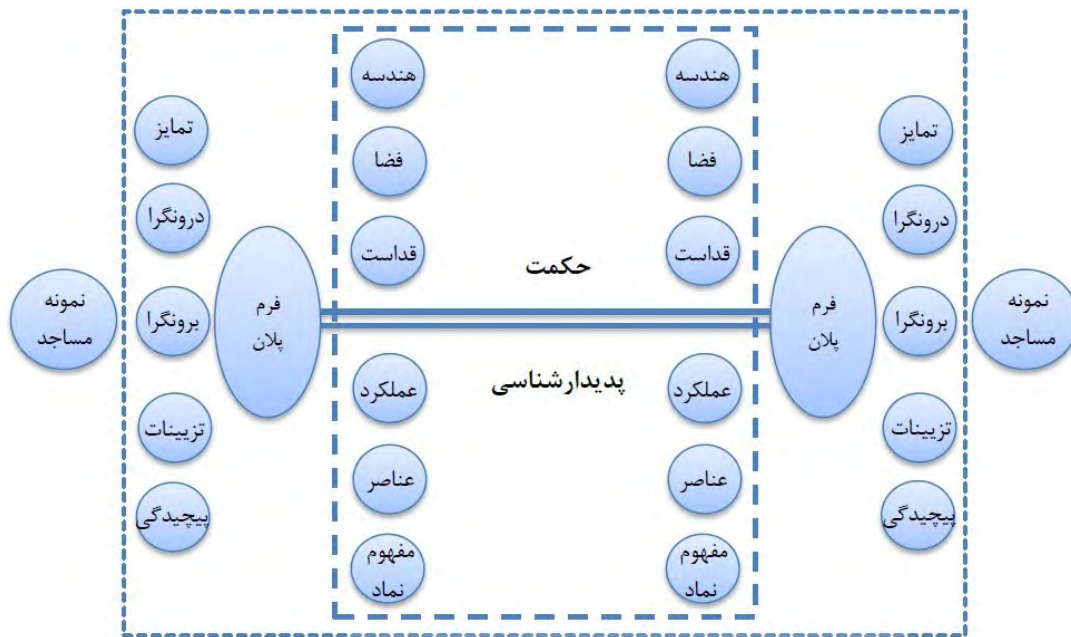 هندسه
هندسه
تمایز
تمایز
فضا
فضا
درونگرا
درونگرا
قداست
قداست
حکمت
نمونه
مساجد
برونگرا
فرم
پلان
فرم
پلان
برونگرا
نمونه
مساجد
پدیدارشناسی
عملکرد
عملکرد
تزیینات
تزیینات
عناصر
عناصر
پیچیدگی
پیچیدگی
مفهوم
نماد
مفهوم
نماد